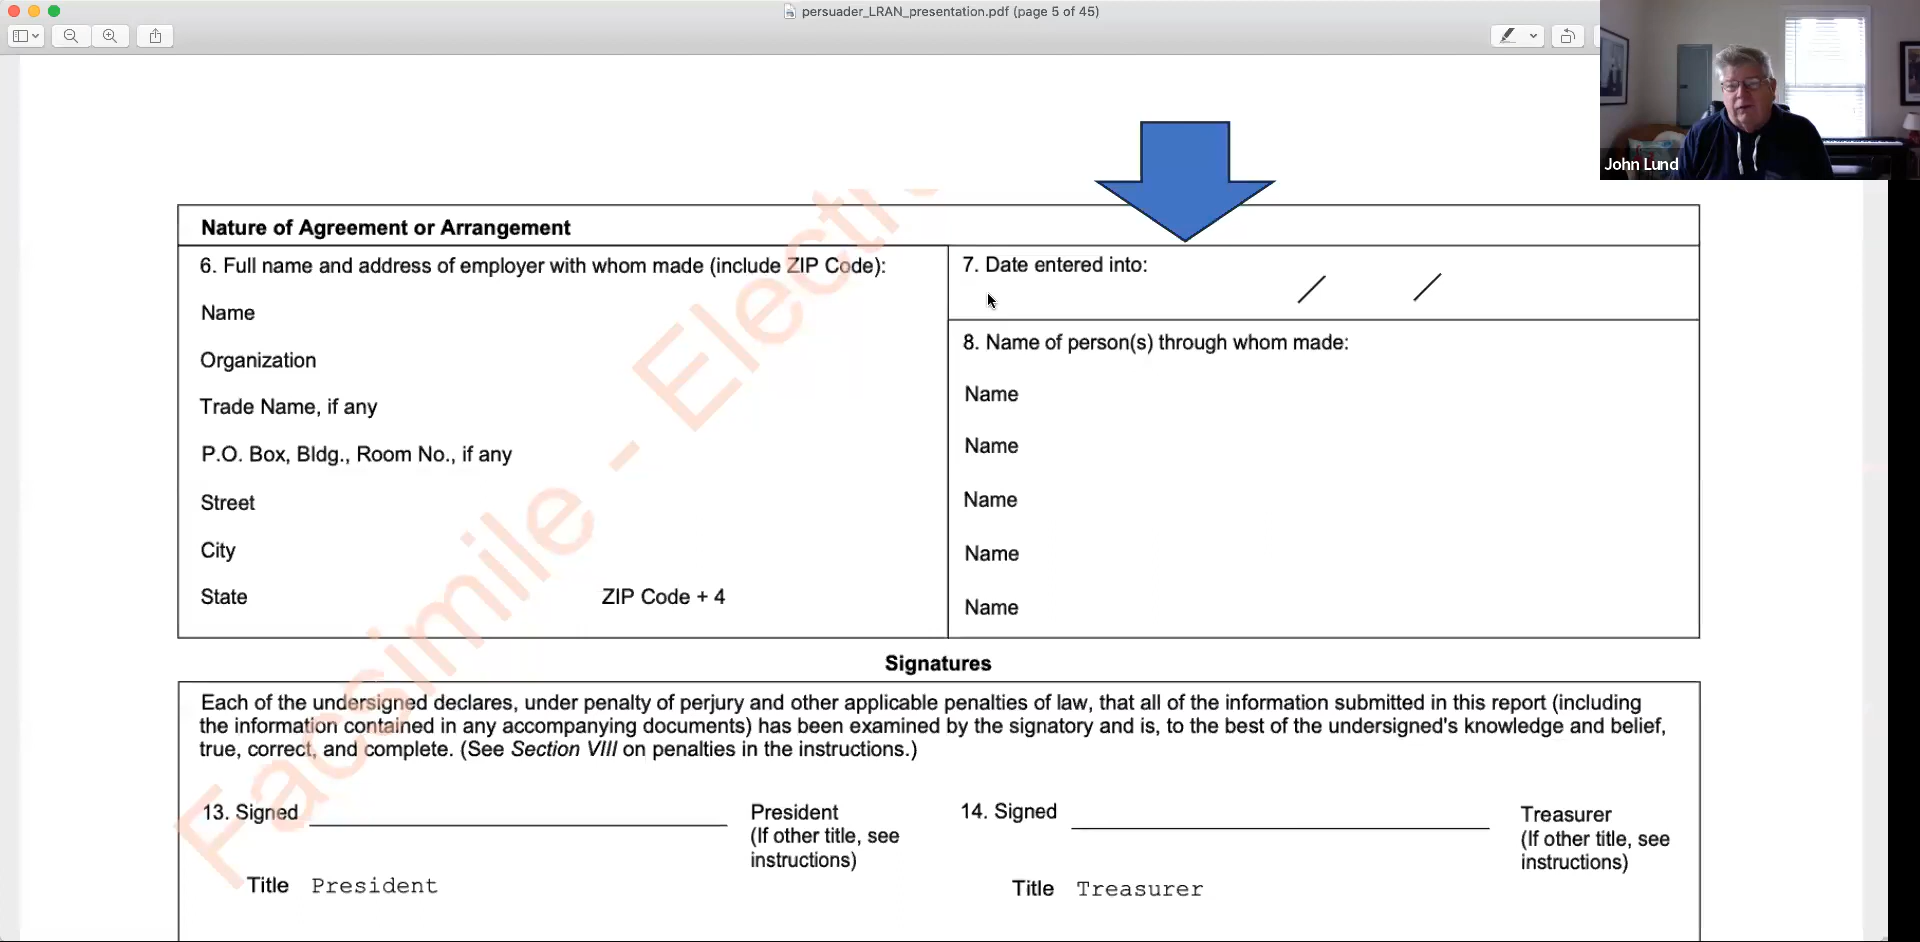 persuader_LRAN_presentation.pdf (page 5 of 45)
John Lund
Nature of Agreement or Arrangement
6. Full name and address of employer with whom made (include ZIP Code):
Name
Organization
Trade Name, if any
P.O. Box, Bldg., Room No., if any
Street
City
State ZIP Code + 4
7. Date entered into:
/ /
8. Name of person(s) through whom made:
Name
Name
Name
Name
Name
Facsimile - Electr
Signatures
Each of the undersigned declares, under penalty of perjury and other applicable penalties of law, that all of the information submitted in this report (including
the information contained in any accompanying documents) has been examined by the signatory and is, to the best of the undersigned's knowledge and belief,
true, correct, and complete. (See Section VIII on penalties in the instructions.)
13. Signed
President
(If other title, see
instructions)
Title President
14. Signed
Treasurer
(If other title, see
instructions)
Title Treasurer